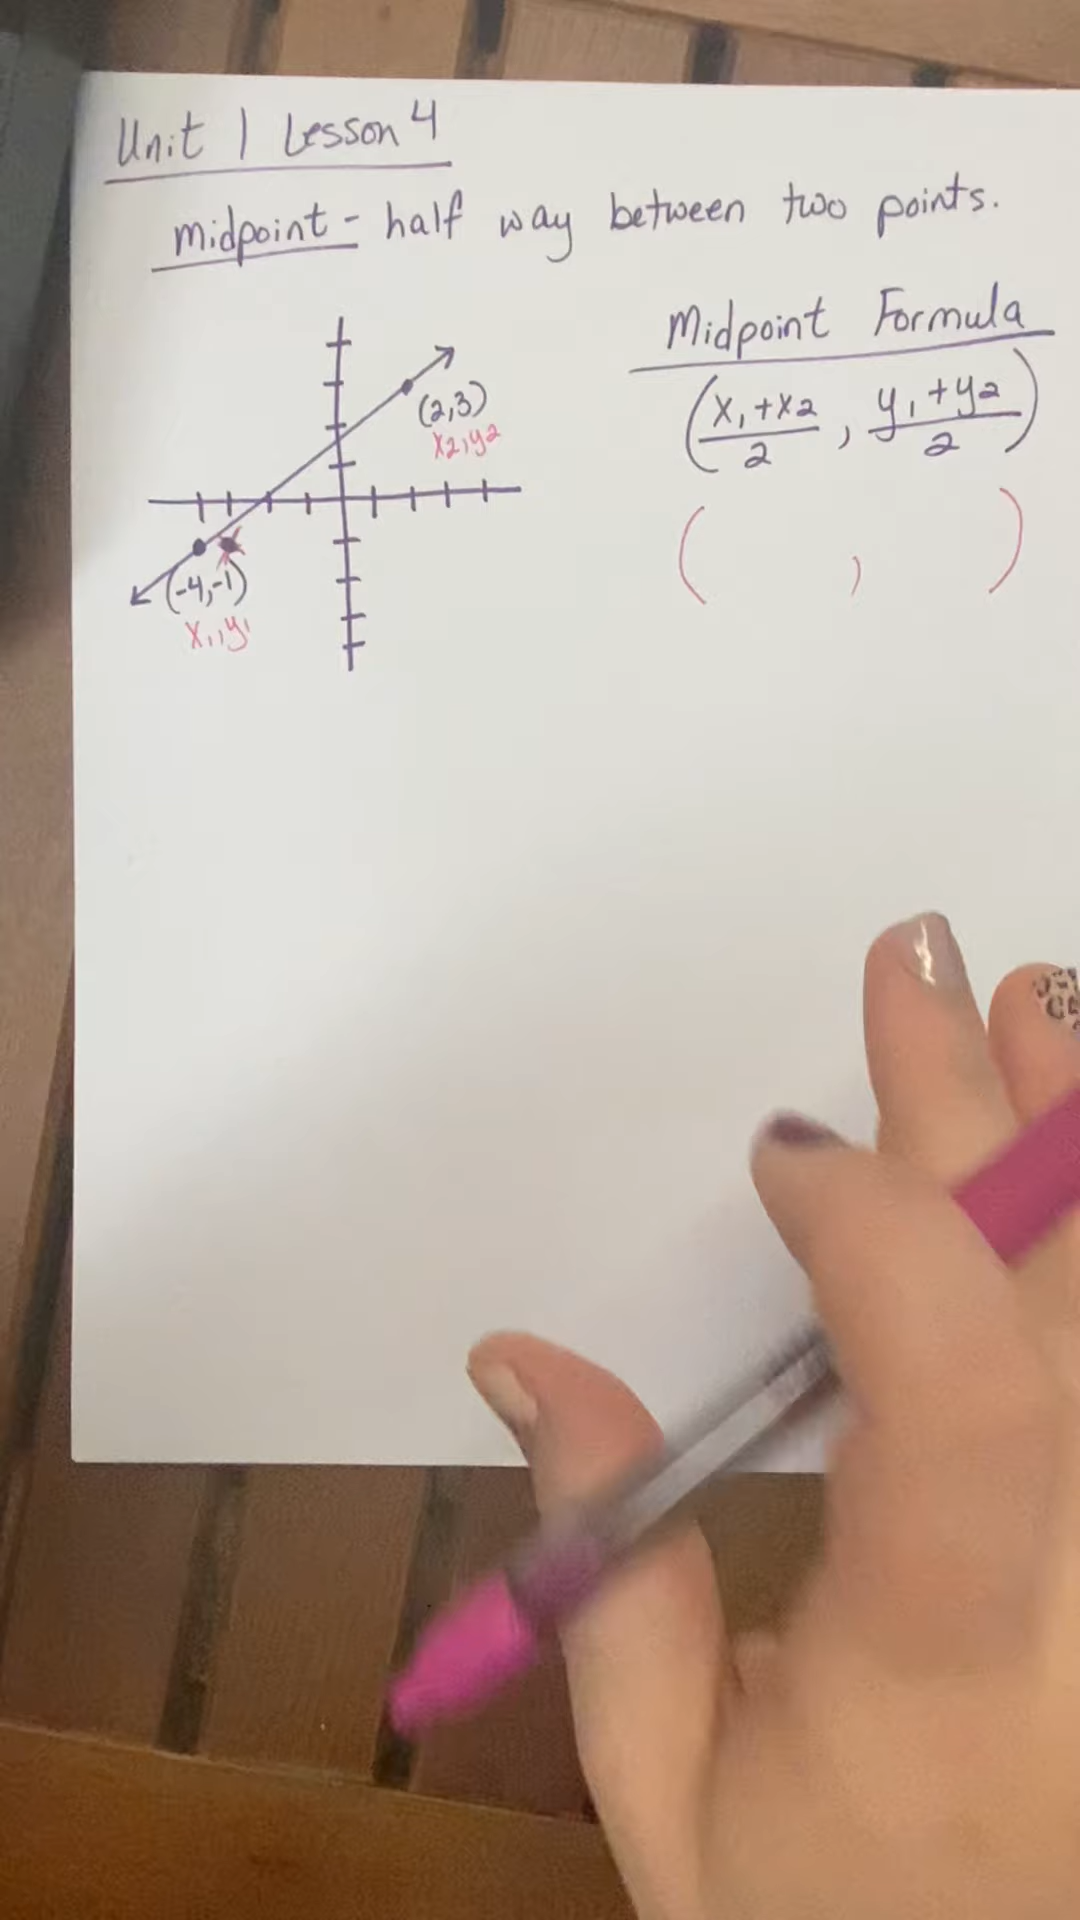 Unit 1 Lesson 4
midpoint - half way between two points.
Midpoint Formula
(x₁+x₂/2, y₁+y₂/2)
( , )
(2,3)
x₂,y₂
(-4,-1)
x₁,y₁